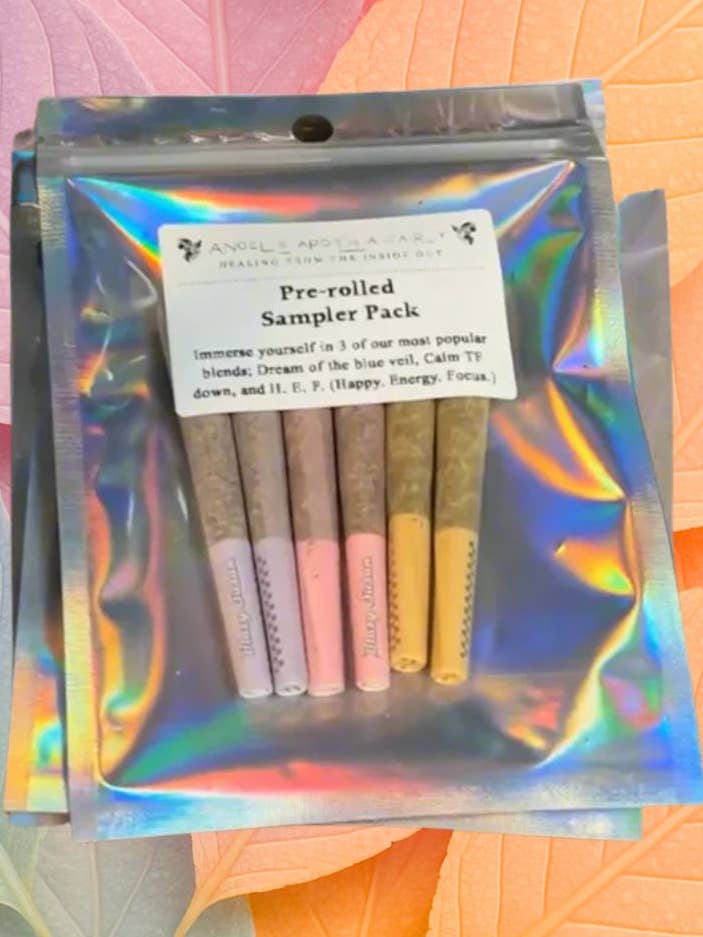 ANGEL'S APOTHACARY
HEALING FROM THE INSIDE OUT
Pre-rolled
Sampler Pack
Immerse yourself in 3 of our most popular
blends; Dream of the blue veil, Calm TF
down, and H. E. F. (Happy. Energy. Focus.)